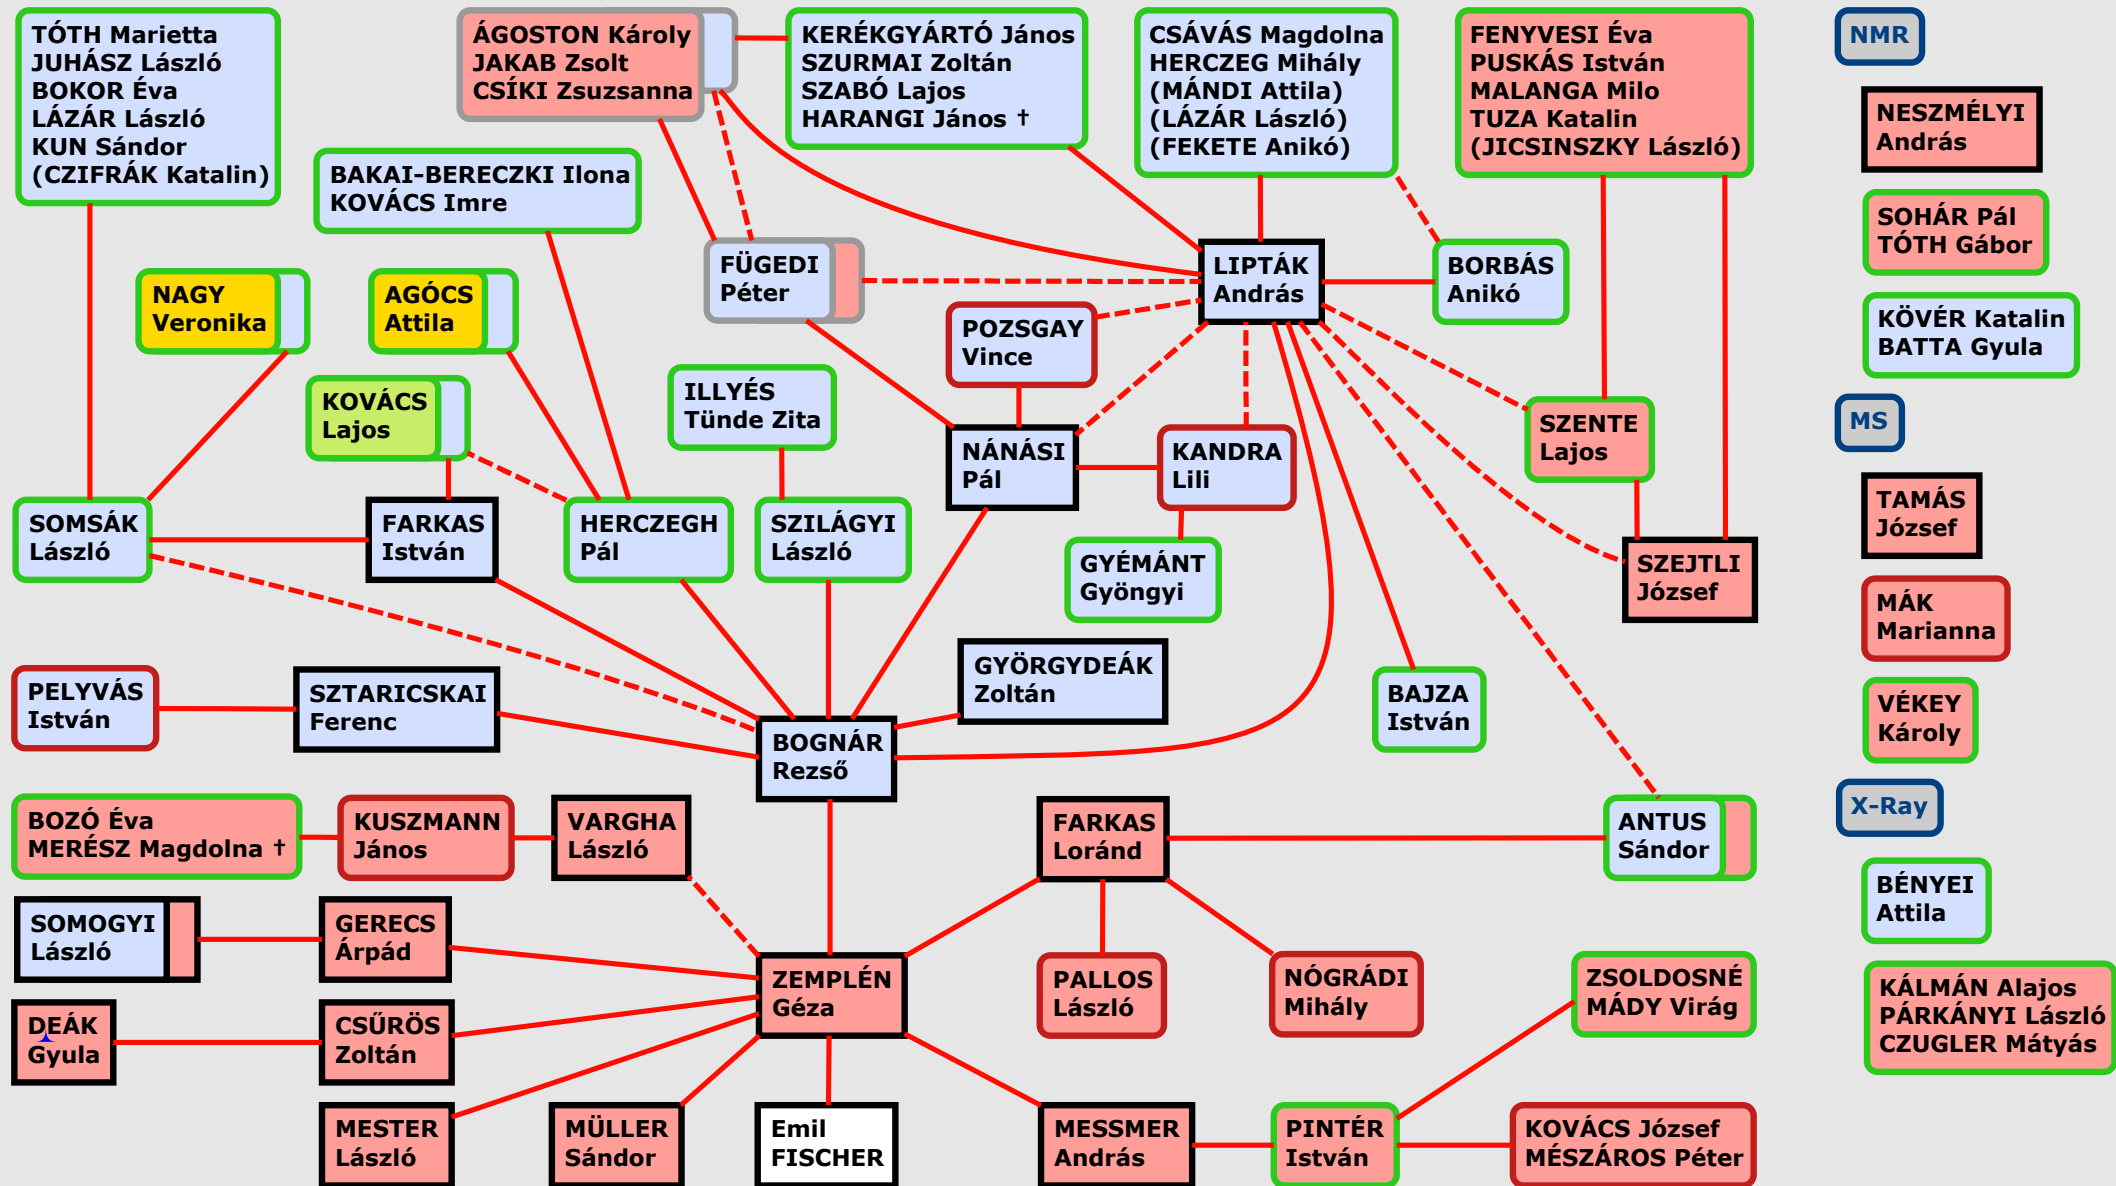 TÓTH Marietta
JUHÁSZ László
BOKOR Éva
LÁZÁR László
KUN Sándor
(CZIFRÁK Katalin)
ÁGOSTON Károly
JAKAB Zsolt
CSÍKI Zsuzsanna
KERÉKGYÁRTÓ János
SZURMAI Zoltán
SZABÓ Lajos
HARANGI János †
CSÁVÁS Magdolna
HERCZEG Mihály
(MÁNDI Attila)
(LÁZÁR László)
(FEKETE Anikó)
FENYVESI Éva
PUSKÁS István
MALANGA Milo
TUZA Katalin
(JICSINSZKY László)
NMR
NESZMÉLYI
András
BAKAI-BERECZKI Ilona
KOVÁCS Imre
SOHÁR Pál
TÓTH Gábor
NAGY
Veronika
AGÓCS
Attila
FÜGEDI
Péter
LIPTÁK
András
BORBÁS
Anikó
KÖVÉR Katalin
BATTA Gyula
POZSGAY
Vince
KOVÁCS
Lajos
ILLYÉS
Tünde Zita
SZENTE
Lajos
MS
NÁNÁSI
Pál
KANDRA
Lili
TAMÁS
József
SOMSÁK
László
FARKAS
István
HERCZEGH
Pál
SZILÁGYI
László
GYÉMÁNT
Gyöngyi
SZEJTLI
József
MÁK
Marianna
PELYVÁS
István
SZTARICSKAI
Ferenc
GYÖRGYDEÁK
Zoltán
BAJZA
István
VÉKEY
Károly
BOGNÁR
Rezső
X-Ray
BOZÓ Éva
MERÉSZ Magdolna †
KUSZMANN
János
VARGHA
László
FARKAS
Loránd
ANTUS
Sándor
BÉNYEI
Attila
SOMOGYI
László
GERECS
Árpád
ZEMPLÉN
Géza
PALLOS
László
NÓGRÁDI
Mihály
ZSOLDOSNÉ
MÁDY Virág
KÁLMÁN Alajos
PÁRKÁNYI László
CZUGLER Mátyás
DEÁK
Gyula
CSŰRÖS
Zoltán
MESTER
László
MÜLLER
Sándor
Emil
FISCHER
MESSMER
András
PINTÉR
István
KOVÁCS József
MÉSZÁROS Péter